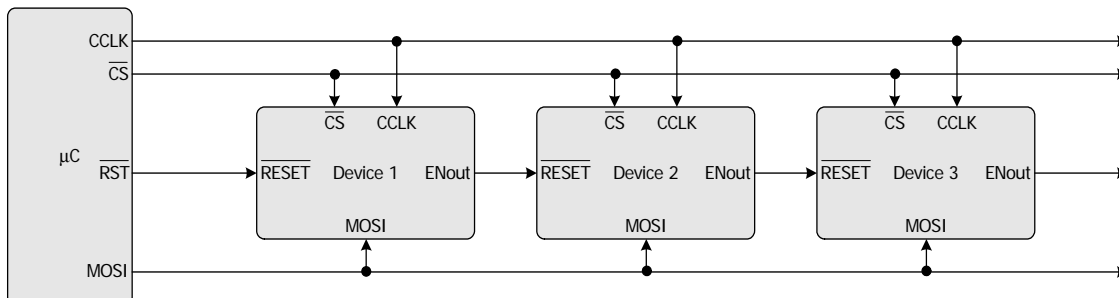 CCLK
CS
μC
RST
MOSI
CS CCLK
RESET Device 1 ENout
MOSI
CS CCLK
RESET Device 2 ENout
MOSI
CS CCLK
RESET Device 3 ENout
MOSI